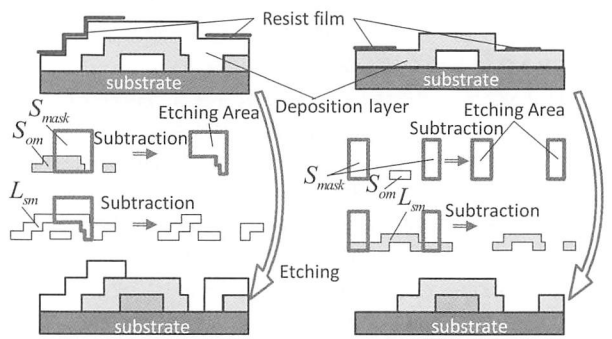 Resist film
substrate
substrate
Deposition layer
S_mask
Etching Area
S_om
Subtraction
Etching Area
Subtraction
S_mask
S_om
L_sm
Subtraction
L_sm
Subtraction
Etching
substrate
substrate